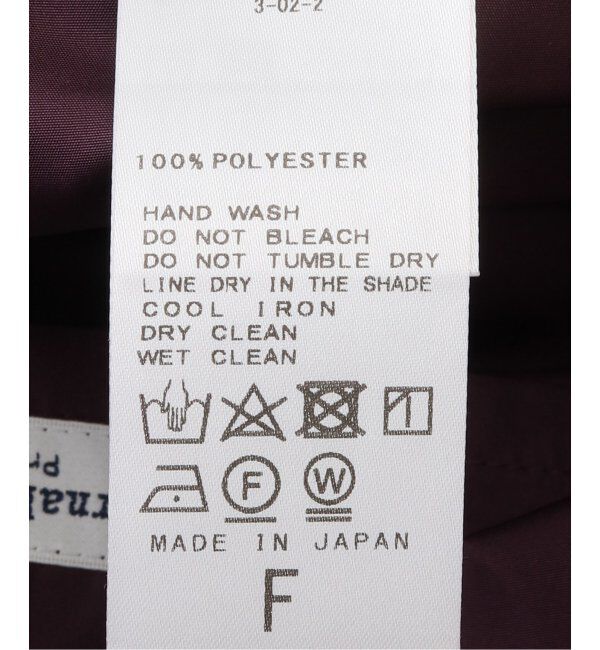 3-02-2
100% POLYESTER
HAND WASH
DO NOT BLEACH
DO NOT TUMBLE DRY
LINE DRY IN THE SHADE
COOL IRON
DRY CLEAN
WET CLEAN
F W
MADE IN JAPAN
F